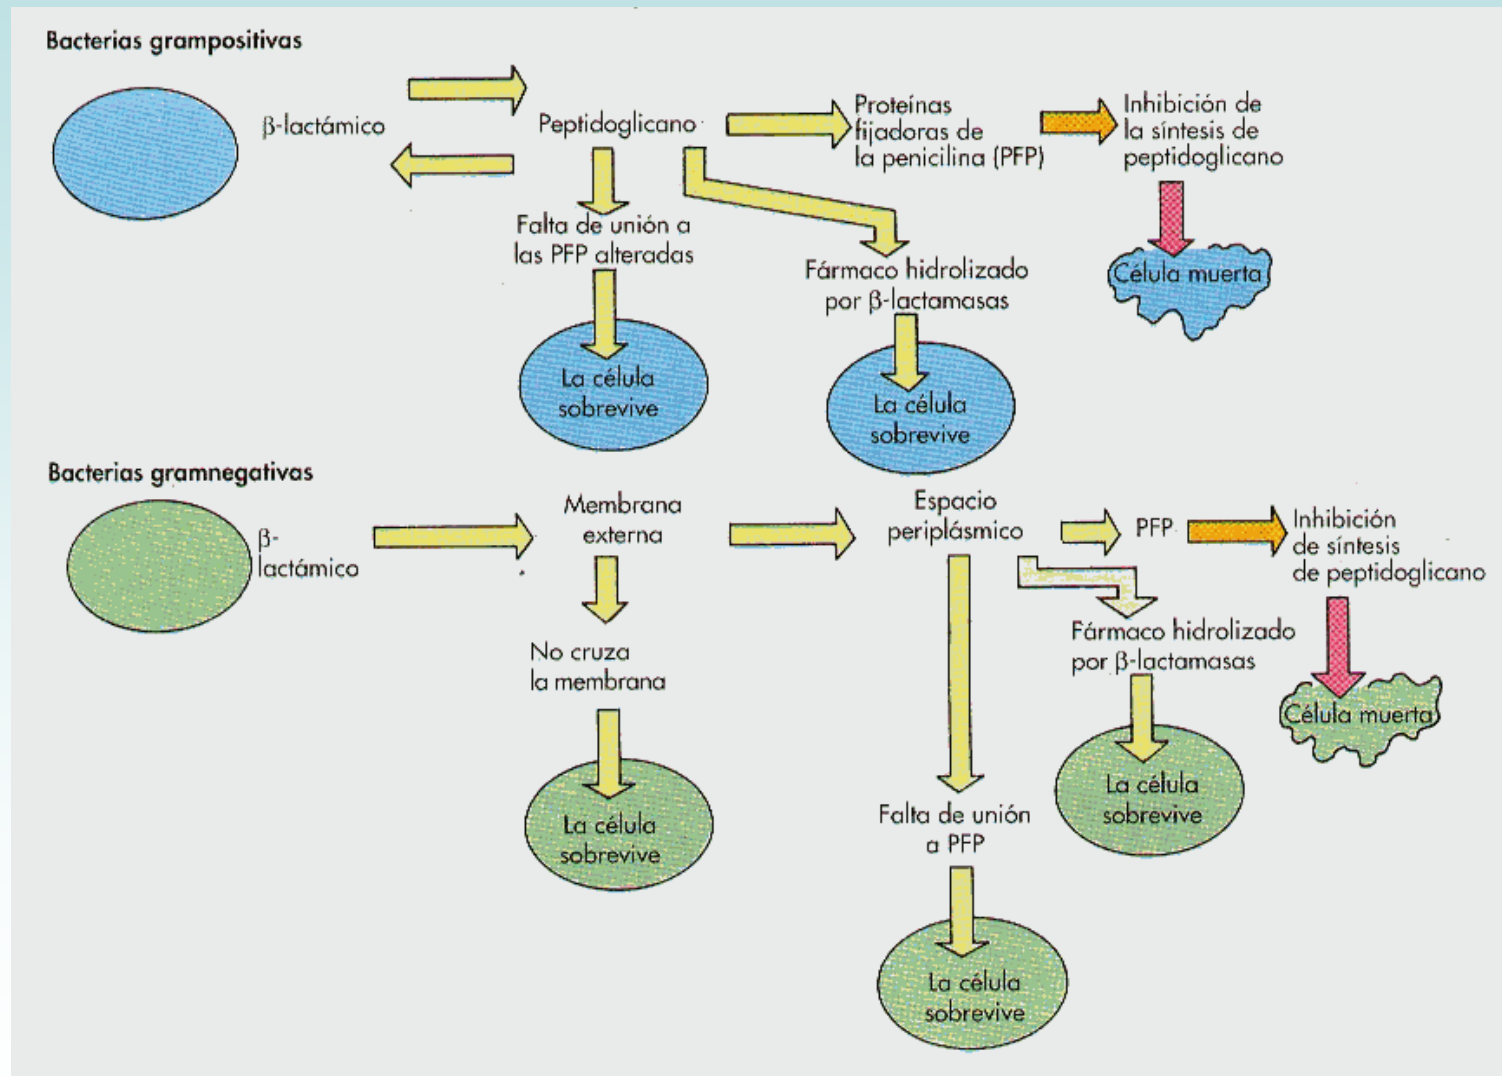 Bacterias grampositivas
β-lactámico
Peptidoglicano
Proteínas
fijadoras de
la penicilina (PFP)
Inhibición de
la síntesis de
peptidoglicano
Falta de unión a
las PFP alteradas
Fármaco hidrolizado
por β-lactamasas
Célula muerta
La célula
sobrevive
La célula
sobrevive
Bacterias gramnegativas
β-
lactámico
Membrana
externa
Espacio
periplásmico
PFP
Inhibición
de síntesis
de peptidoglicano
No cruza
la membrana
Fármaco hidrolizado
por β-lactamasas
Célula muerta
La célula
sobrevive
Falta de unión
a PFP
La célula
sobrevive
La célula
sobrevive